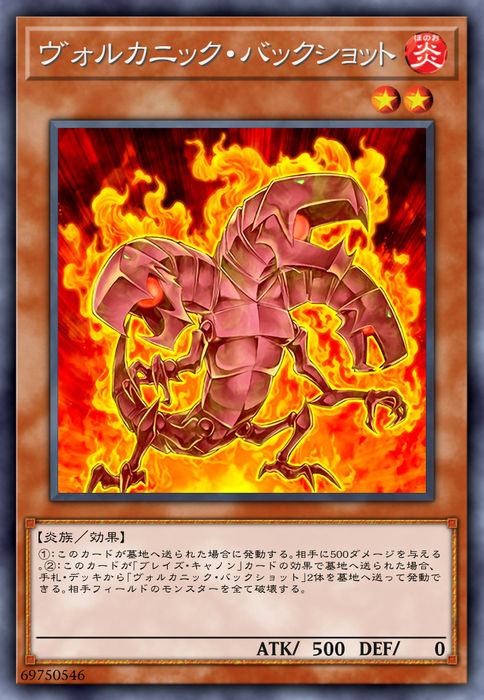 ヴォルカニック・バックショット
ほのお
炎
【炎族／効果】
①：このカードが墓地へ送られた場合に発動する。相手に500ダメージを与える
。②：このカードが「ブレイズ・キャノン」カードの効果で墓地へ送られた場合、
手札・デッキから「ヴォルカニック・バックショット」2体を墓地へ送って発動で
きる。相手フィールドのモンスターを全て破壊する。
ATK/ 500 DEF/ 0
69750546